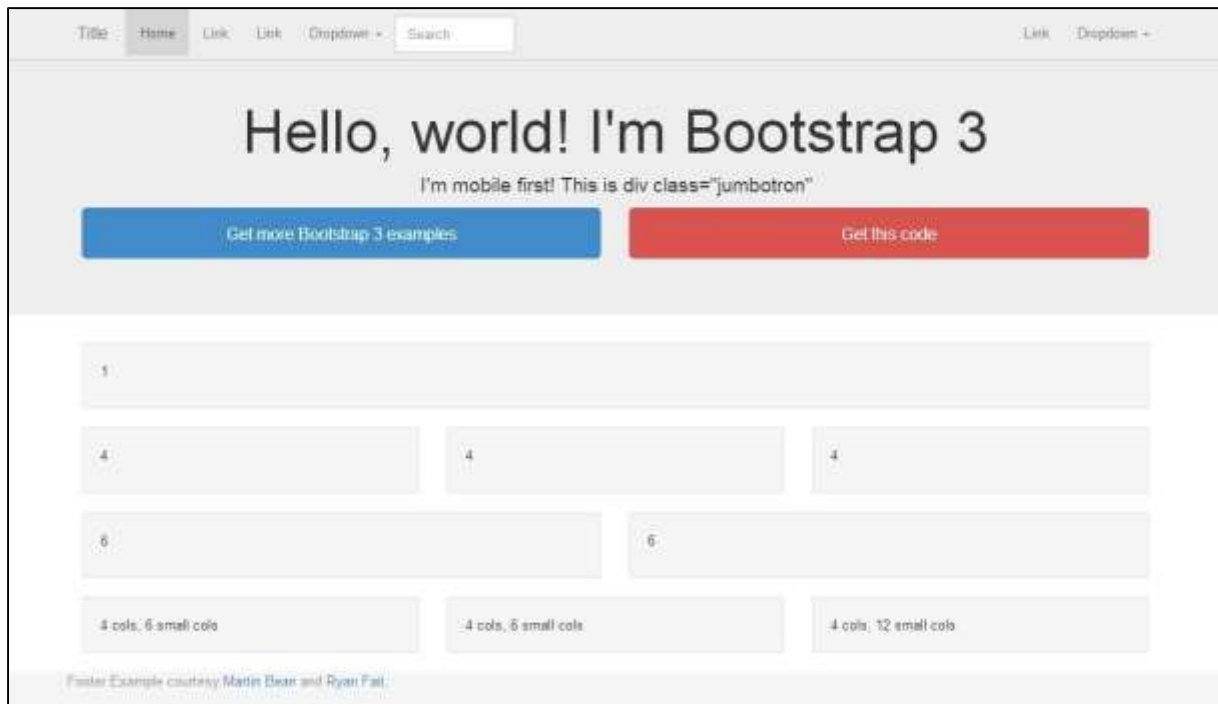 Title Home Link Link Dropdown Search Link Dropdown
Hello, world! I'm Bootstrap 3
I'm mobile first! This is div class="jumbotron"
Get more Bootstrap 3 examples Get this code
1
4 4 4
6 6
4 cols, 6 small cols 4 cols, 6 small cols 4 cols, 12 small cols
Footer Example courtesy Martin Bean and Ryan Fait.